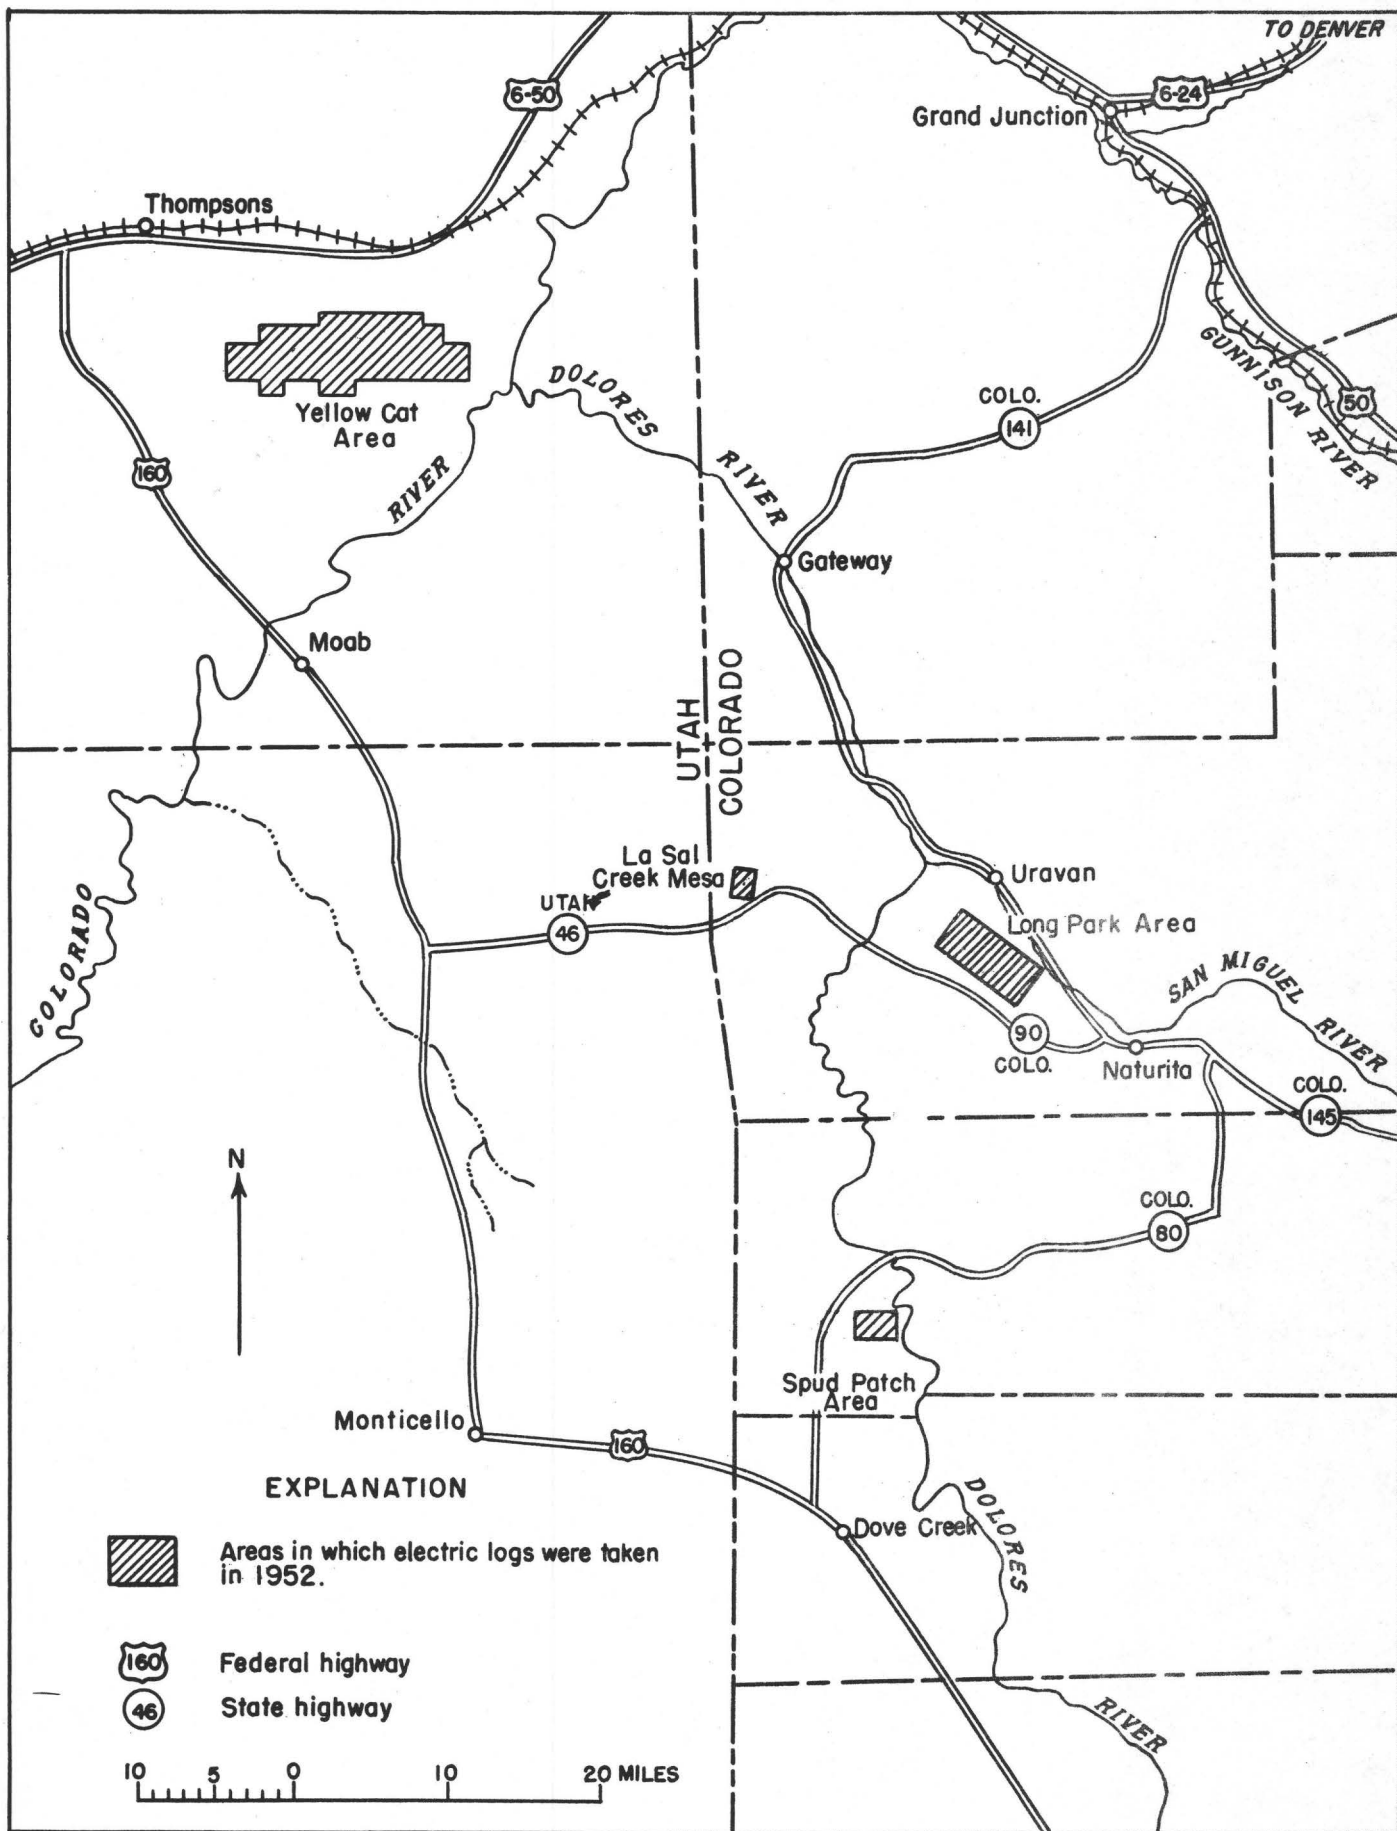 TO DENVER
6-50
6-24
Grand Junction
Thompsons
GUNNISON RIVER
Yellow Cat
Area
DOLORES
RIVER
COLO.
141
50
160
RIVER
Gateway
Moab
UTAH
COLORADO
La Sal
Creek Mesa
UTAH
46
Uravan
Long Park Area
COLORADO
SAN MIGUEL
RIVER
90
COLO.
Naturita
COLO.
145
N
COLO.
80
Spud Patch
Area
Monticello
160
DOLORES
Dove Creek
RIVER
EXPLANATION
Areas in which electric logs were taken
in 1952.
160
Federal highway
46
State highway
10 5 0 10 20 MILES